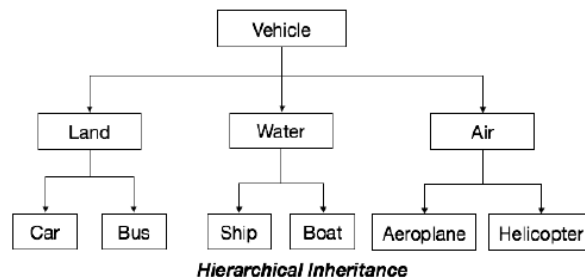 Vehicle
Land Water Air
Car Bus Ship Boat Aeroplane Helicopter
Hierarchical Inheritance